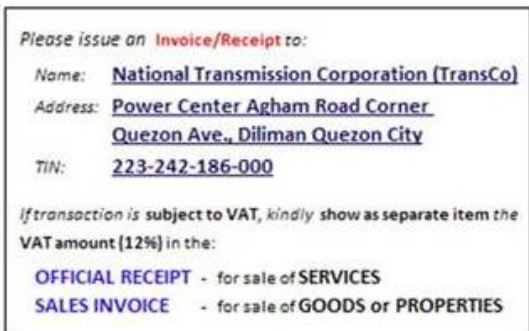 Please issue an Invoice/Receipt to:
Name: National Transmission Corporation (TransCo)
Address: Power Center Agham Road Corner
Quezon Ave., Diliman Quezon City
TIN: 223-242-186-000
If transaction is subject to VAT, kindly show as separate item the
VAT amount (12%) in the:
OFFICIAL RECEIPT - for sale of SERVICES
SALES INVOICE - for sale of GOODS or PROPERTIES